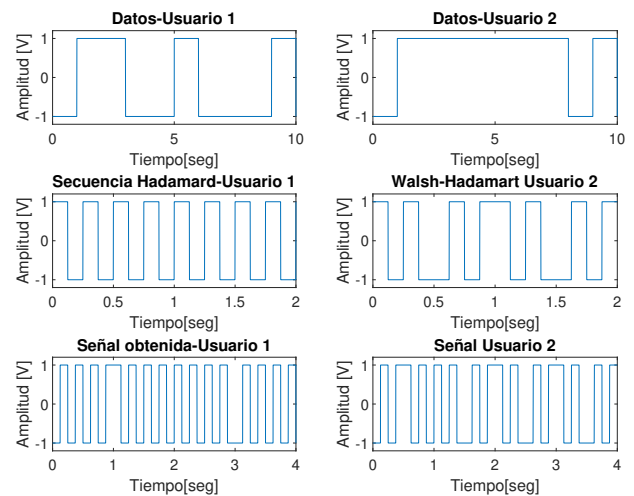 Datos-Usuario 1
Amplitud [V]
1
0
-1
0
5
10
Tiempo[seg]
Datos-Usuario 2
Amplitud [V]
1
0
-1
0
5
10
Tiempo[seg]
Secuencia Hadamard-Usuario 1
Amplitud [V]
1
0
-1
0
0.5
1
1.5
2
Tiempo[seg]
Walsh-Hadamart Usuario 2
Amplitud [V]
1
0
-1
0
0.5
1
1.5
2
Tiempo[seg]
Señal obtenida-Usuario 1
Amplitud [V]
1
0
-1
0
1
2
3
4
Tiempo[seg]
Señal Usuario 2
Amplitud [V]
1
0
-1
0
1
2
3
4
Tiempo[seg]